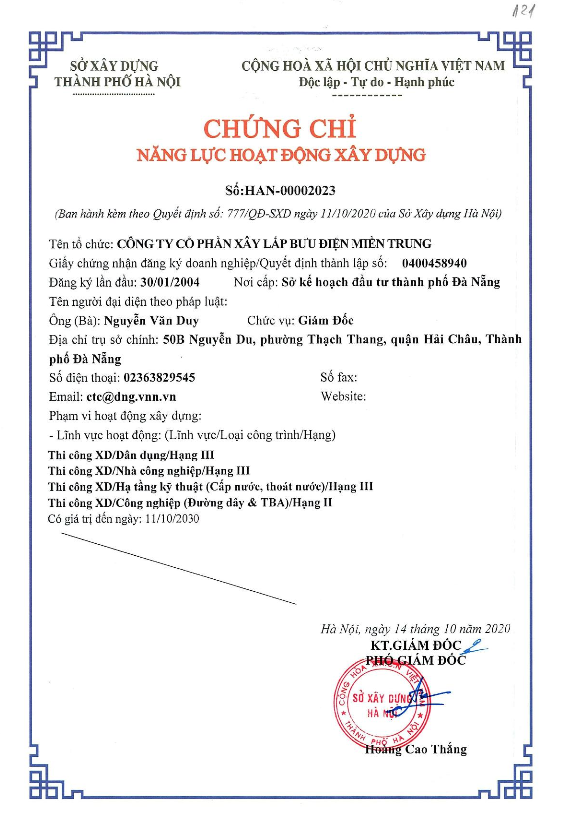 121
SỞ XÂY DỰNG
THÀNH PHỐ HÀ NỘI
CỘNG HOÀ XÃ HỘI CHỦ NGHĨA VIỆT NAM
Độc lập - Tự do - Hạnh phúc
CHỨNG CHỈ
NĂNG LỰC HOẠT ĐỘNG XÂY DỰNG
Số:HAN-00002023
(Ban hành kèm theo Quyết định số: 777/QĐ-SXD ngày 11/10/2020 của Sở Xây dựng Hà Nội)
Tên tổ chức: CÔNG TY CỔ PHẦN XÂY LẮP BƯU ĐIỆN MIỀN TRUNG
Giấy chứng nhận đăng ký doanh nghiệp/Quyết định thành lập số: 0400458940
Đăng ký lần đầu: 30/01/2004 Nơi cấp: Sở kế hoạch đầu tư thành phố Đà Nẵng
Tên người đại diện theo pháp luật:
Ông (Bà): Nguyễn Văn Duy Chức vụ: Giám Đốc
Địa chỉ trụ sở chính: 50B Nguyễn Du, phường Thạch Thang, quận Hải Châu, Thành
phố Đà Nẵng
Số điện thoại: 02363829545 Số fax:
Email: ctc@dng.vnn.vn Website:
Phạm vi hoạt động xây dựng:
- Lĩnh vực hoạt động: (Lĩnh vực/Loại công trình/Hạng)
Thi công XD/Dân dụng/Hạng III
Thi công XD/Nhà công nghiệp/Hạng III
Thi công XD/Hạ tầng kỹ thuật (Cấp nước, thoát nước)/Hạng III
Thi công XD/Công nghiệp (Đường dây & TBA)/Hạng II
Có giá trị đến ngày: 11/10/2030
Hà Nội, ngày 14 tháng 10 năm 2020
KT.GIÁM ĐỐC
PHÓ GIÁM ĐỐC
SỞ XÂY DỰNG
HÀ NỘI
THÀNH PHỐ HÀ NỘI
Hoàng Cao Thắng